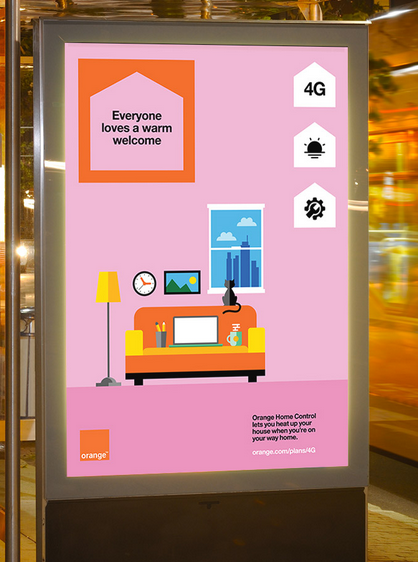 Everyone
loves a warm
welcome
4G
Orange Home Control
lets you heat up your
house when you're on
your way home.
orange.com/plans/4G
orange™